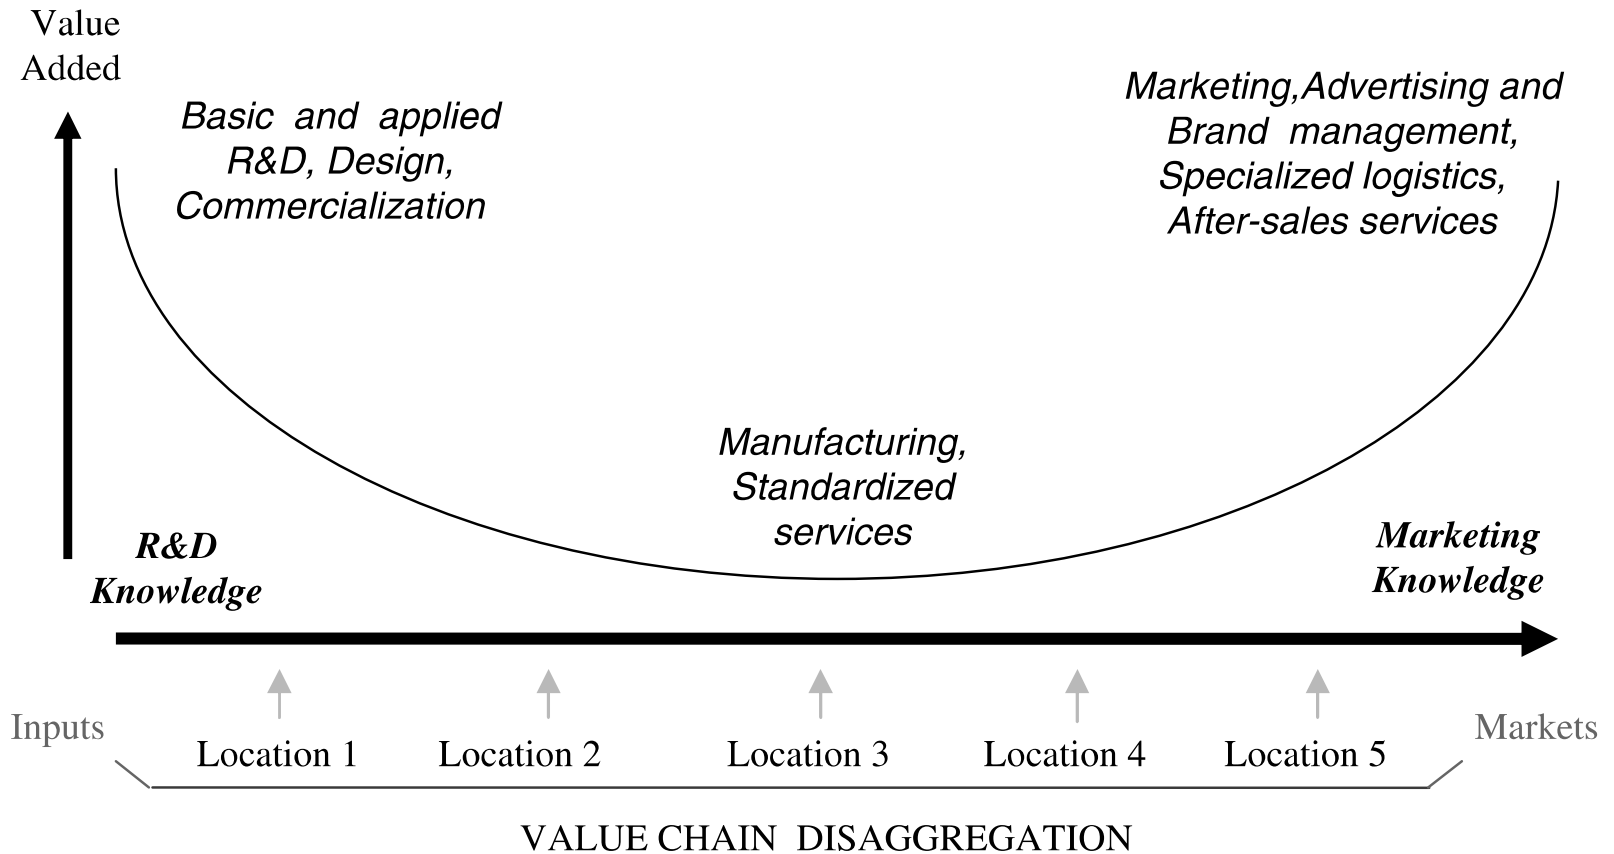 Value
Added
Basic and applied
R&D, Design,
Commercialization
Marketing,Advertising and
Brand management,
Specialized logistics,
After-sales services
Manufacturing,
Standardized
services
R&D
Knowledge
Marketing
Knowledge
Inputs
Markets
Location 1
Location 2
Location 3
Location 4
Location 5
VALUE CHAIN DISAGGREGATION